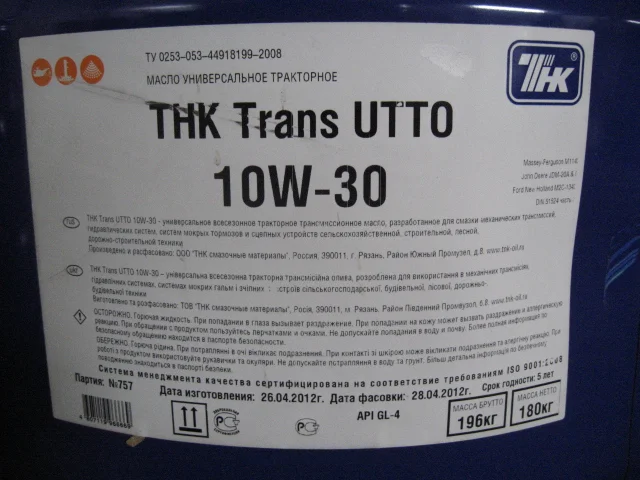 ТУ 0253–053–44918199–2008
МАСЛО УНИВЕРСАЛЬНОЕ ТРАКТОРНОЕ
ТНК
ТНК Trans UTTO
10W-30
Massey-Ferguson M1145
John Deere JDM-20A &
Ford New Holland M2C-134
DIN 51524 часть
ТНК Trans UTTO 10W-30 - универсальное всесезонное тракторное трансмиссионное масло, разработанное для смазки механических трансмиссий,
гидравлических систем, систем мокрых тормозов и сцепных устройств сельскохозяйственной, строительной, лесной,
дорожно-строительной техники
Произведено и расфасовано: ООО "ТНК смазочные материалы", Россия, 390011, г. Рязань, Район Южный Промузел, д.8. www.tnk-oil.ru
ТНК Trans UTTO 10W-30 – універсальна всесезонна тракторна трансмісійна олива, розроблена для використання в механічних трансмісіях,
гідравлічних системах, системах мокрих гальм і зчіпних строїв сільськогосподарської, будівельної, лісової, дорожньо-
будівельної техніки
Виготовлено та розфасовано: ТОВ "ТНК смазочные материалы", Росія, 390011, м. Рязань, Район Південний Промвузол, б.8. www.tnk-oil.ru
ОСТОРОЖНО. Горячая жидкость. При попадании в глаза вызывает раздражение. При попадании на кожу может вызвать раздражение и аллергическую
реакцию. При обращении с продуктом пользуйтесь перчатками и очками. Не допускайте попадания в воду и почву. Более полная информация по
безопасному обращению находится в паспорте безопасности.
ОБЕРЕЖНО. Горюча рідина. При потраплянні в очі викликає подразнення. При контакті зі шкірою може викликати подразнення та алергічну реакцію. При
роботі з продуктом використовуйте рукавички та окуляри. Не допускайте потрапляння у воду та грунт. Більш детальна інформація по безпечному
поводженню знаходиться в паспорті безпеки.
Система менеджмента качества сертифицирована на соответствие требованиям ISO 9001:
Партия: №757
Дата изготовления: 26.04.2012г. Дата фасовки: 28.04.2012г.
Срок годности: 5 лет
API GL-4
МАССА БРУТТО
196кг
МАССА НЕТТО
180кг